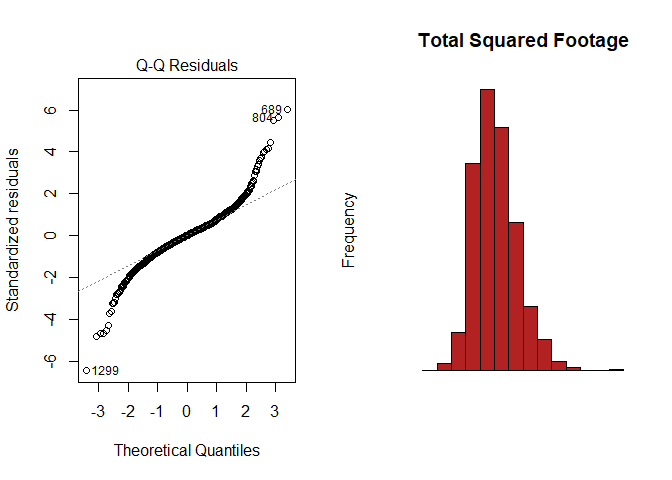 Q-Q Residuals
Standardized residuals
6
4
2
0
-2
-4
-6
689
804
1299
-3 -2 -1 0 1 2 3
Theoretical Quantiles
Total Squared Footage
Frequency